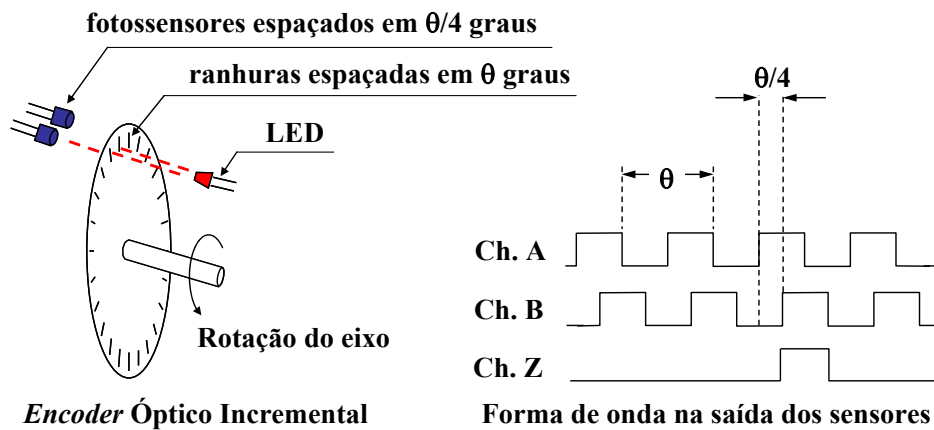 fotossensores espaçados em θ/4 graus
ranhuras espaçadas em θ graus
LED
Rotação do eixo
Encoder Óptico Incremental
θ/4
θ
Ch. A
Ch. B
Ch. Z
Forma de onda na saída dos sensores